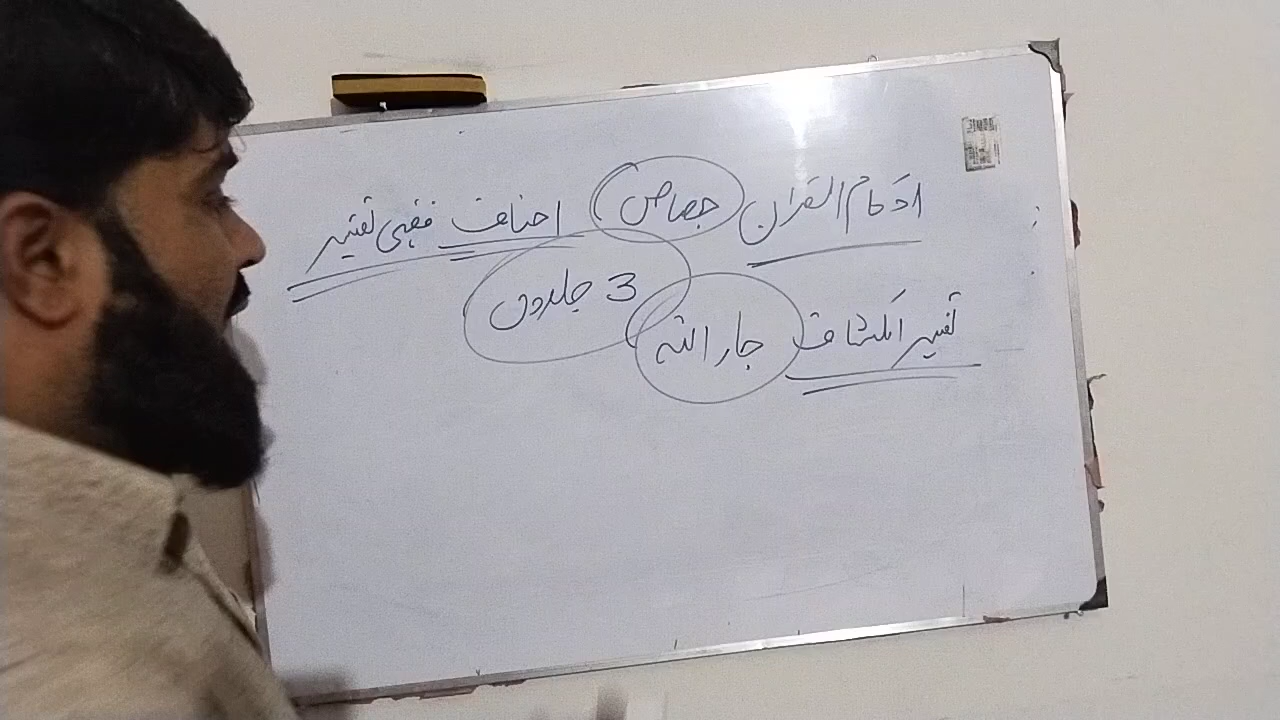 احکام القرآن جصاص احناف فقہی تفسیر
3 جلدوں
تفسیر الکشاف جار اللہ